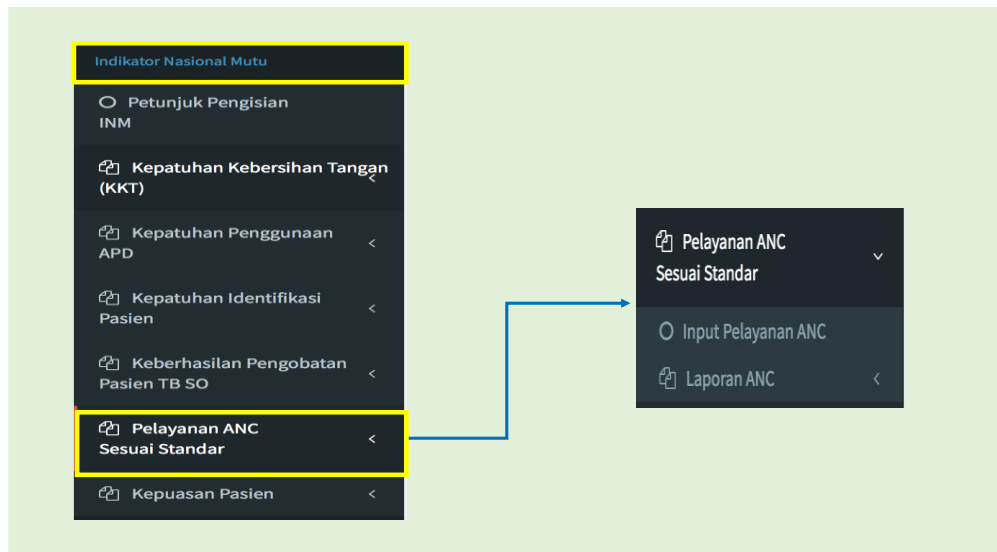 Indikator Nasional Mutu
Petunjuk Pengisian
INM
Kepatuhan Kebersihan Tangan
(KKT)
Kepatuhan Penggunaan
APD
Kepatuhan Identifikasi
Pasien
Keberhasilan Pengobatan
Pasien TB SO
Pelayanan ANC
Sesuai Standar
Kepuasan Pasien
Pelayanan ANC
Sesuai Standar
Input Pelayanan ANC
Laporan ANC